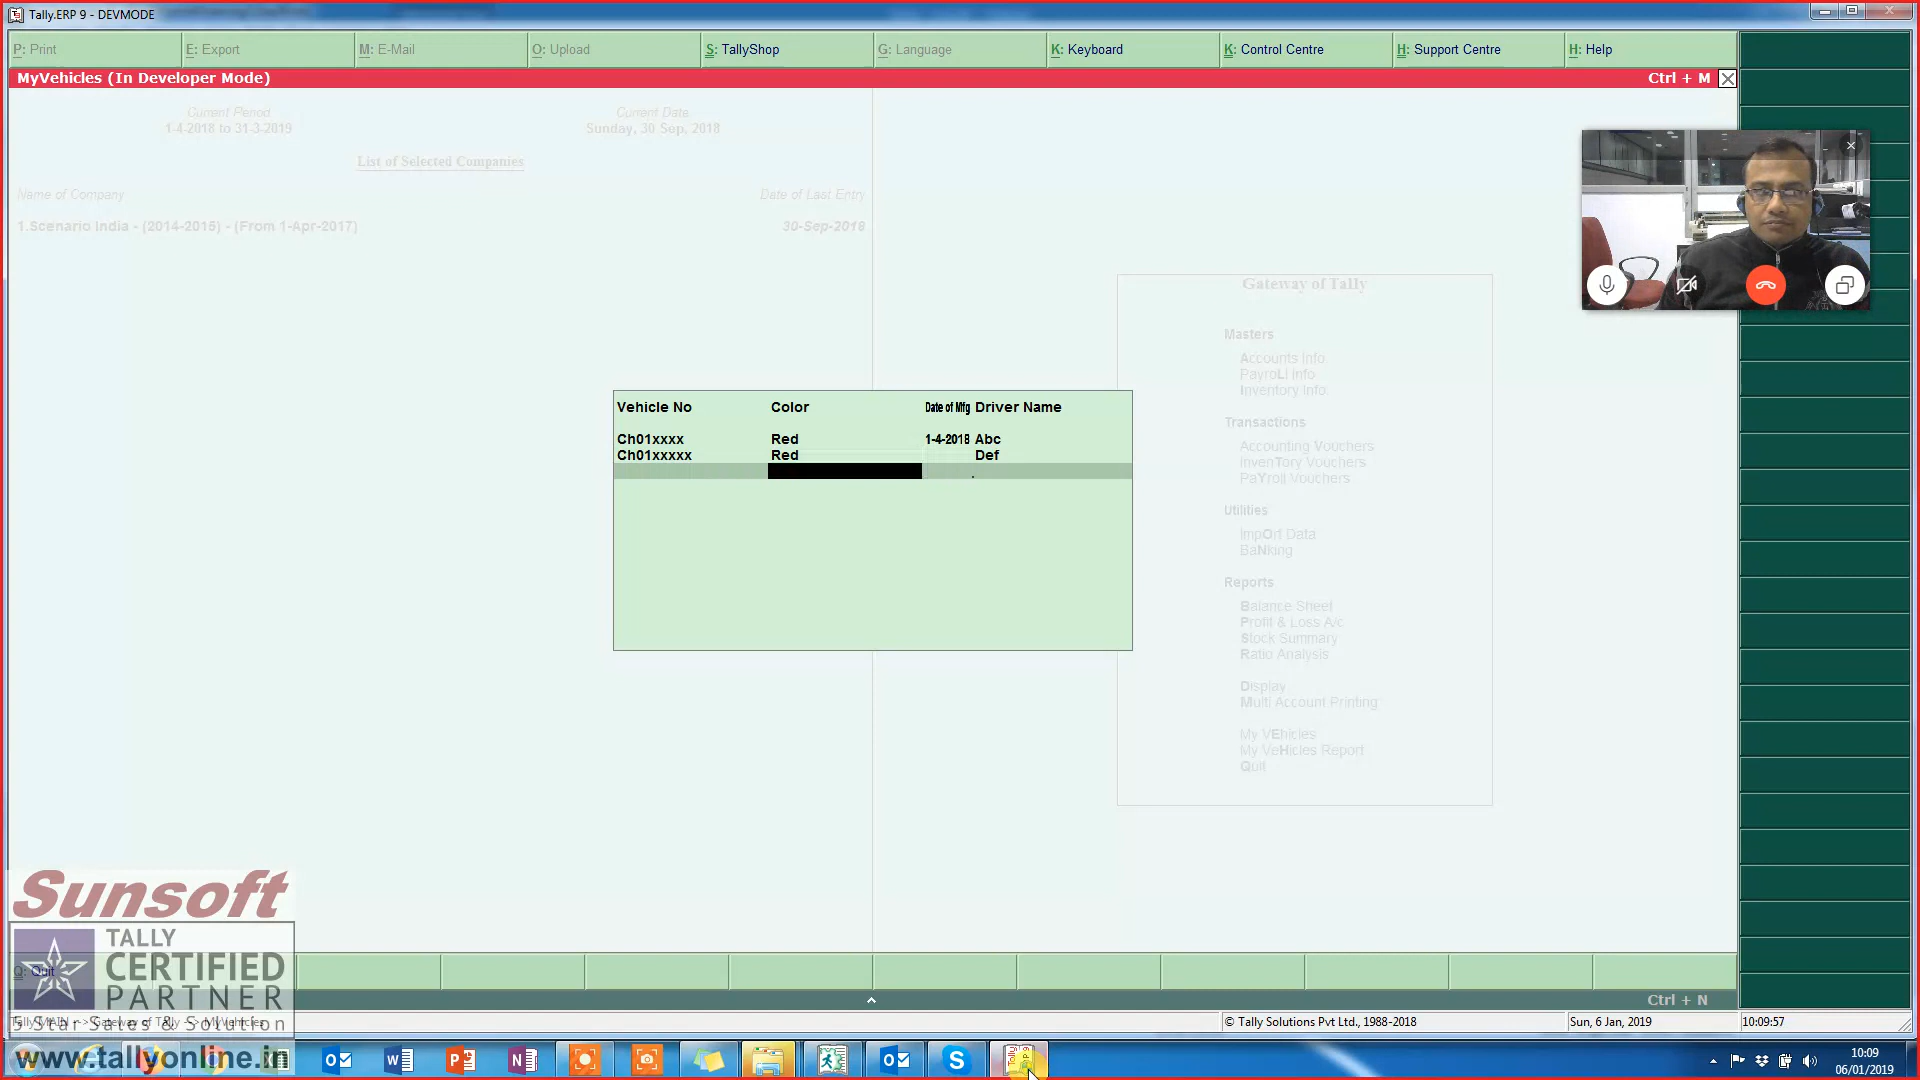 Tally.ERP 9 - DEVMODE
P: Print
E: Export
M: E-Mail
O: Upload
S: TallyShop
G: Language
K: Keyboard
K: Control Centre
H: Support Centre
H: Help
MyVehicles (In Developer Mode)
Ctrl + M
Current Period
1-4-2018 to 31-3-2019
Current Date
Sunday, 30 Sep, 2018
List of Selected Companies
Name of Company
Date of Last Entry
1.Scenario India - (2014-2015) - (From 1-Apr-2017)
30-Sep-2018
Vehicle No Color Date of Mfg Driver Name
Ch01xxxx Red 1-4-2018 Abc
Ch01xxxxx Red Def
Gateway of Tally
Masters
Accounts Info.
PayroLl Info
Inventory Info.
Transactions
Accounting Vouchers
InvenTory Vouchers
PaYroll Vouchers
Utilities
ImpOrt Data
BaNking
Reports
Balance Sheet
Profit & Loss A/c
Stock Summary
Ratio Analysis
Display
Multi Account Printing
My VEhicles
My VeHicles Report
Quit
Sunsoft
TALLY
CERTIFIED
PARTNER
5 Star Sales & Solution
www.tallyonline.in
Q: Quit
Ctrl + N
Tally MAIN --> Gateway of Tally --> MyVehicles
© Tally Solutions Pvt Ltd., 1988-2018
Sun, 6 Jan, 2019
10:09:57
10:09
06/01/2019